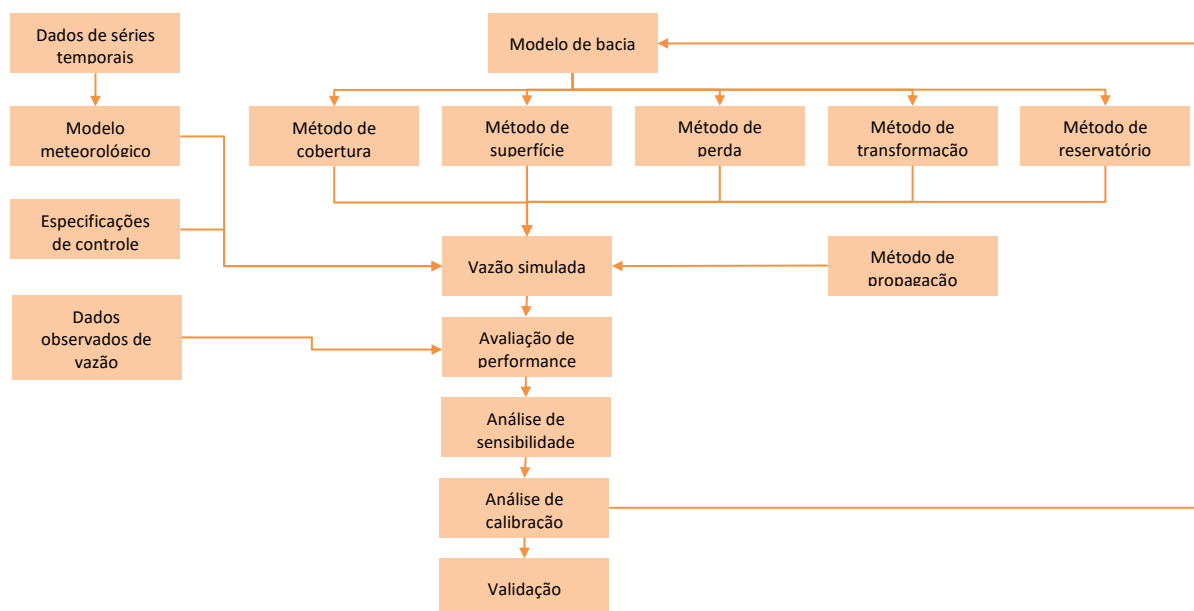 Dados de séries
temporais
Modelo de bacia
Modelo
meteorológico
Método de
cobertura
Método de
superfície
Método de
perda
Método de
transformação
Método de
reservatório
Especificações
de controle
Vazão simulada
Método de
propagação
Dados
observados de
vazão
Avaliação de
performance
Análise de
sensibilidade
Análise de
calibração
Validação